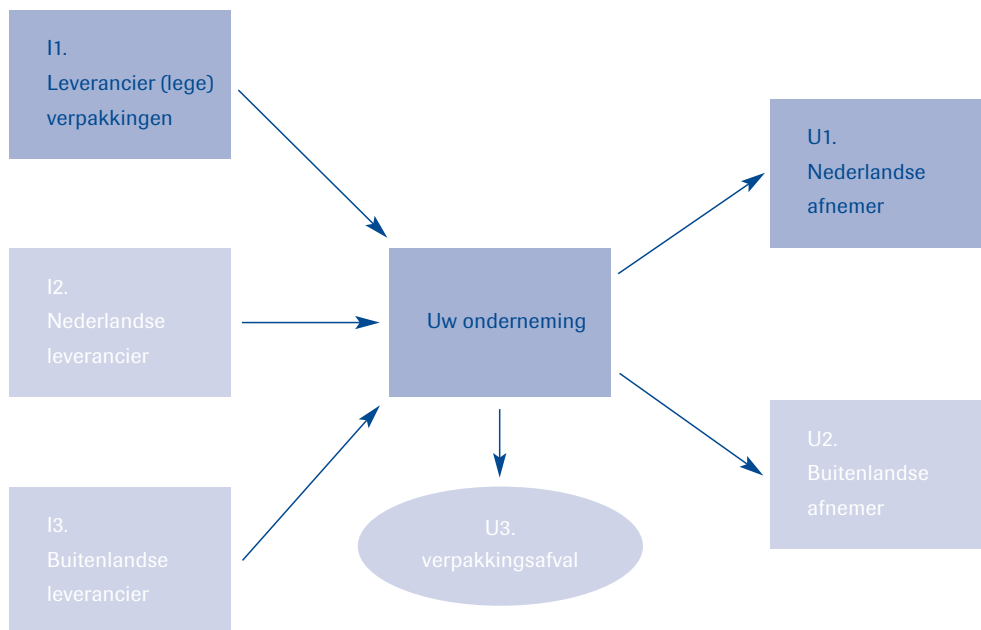 I1.
Leverancier (lege)
verpakkingen
I2.
Nederlandse
leverancier
I3.
Buitenlandse
leverancier
Uw onderneming
U3.
verpakkingsafval
U1.
Nederlandse
afnemer
U2.
Buitenlandse
afnemer